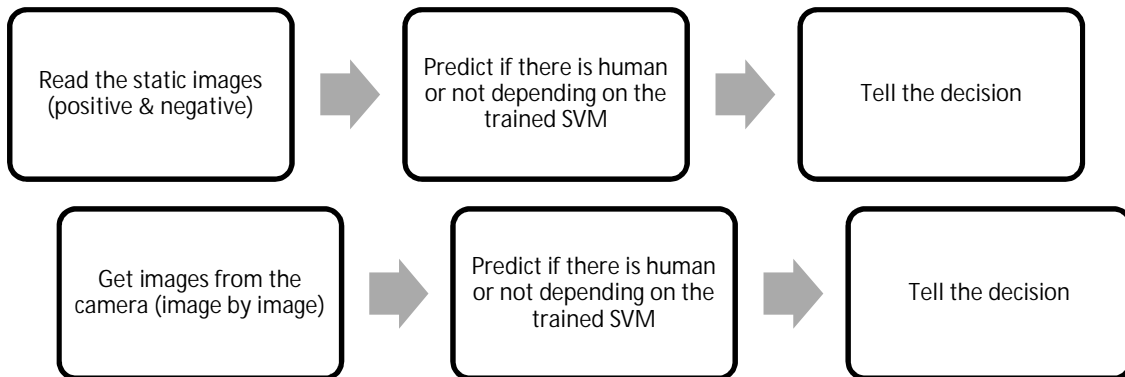 Read the static images
(positive & negative)
Predict if there is human
or not depending on the
trained SVM
Tell the decision
Get images from the
camera (image by image)
Predict if there is human
or not depending on the
trained SVM
Tell the decision